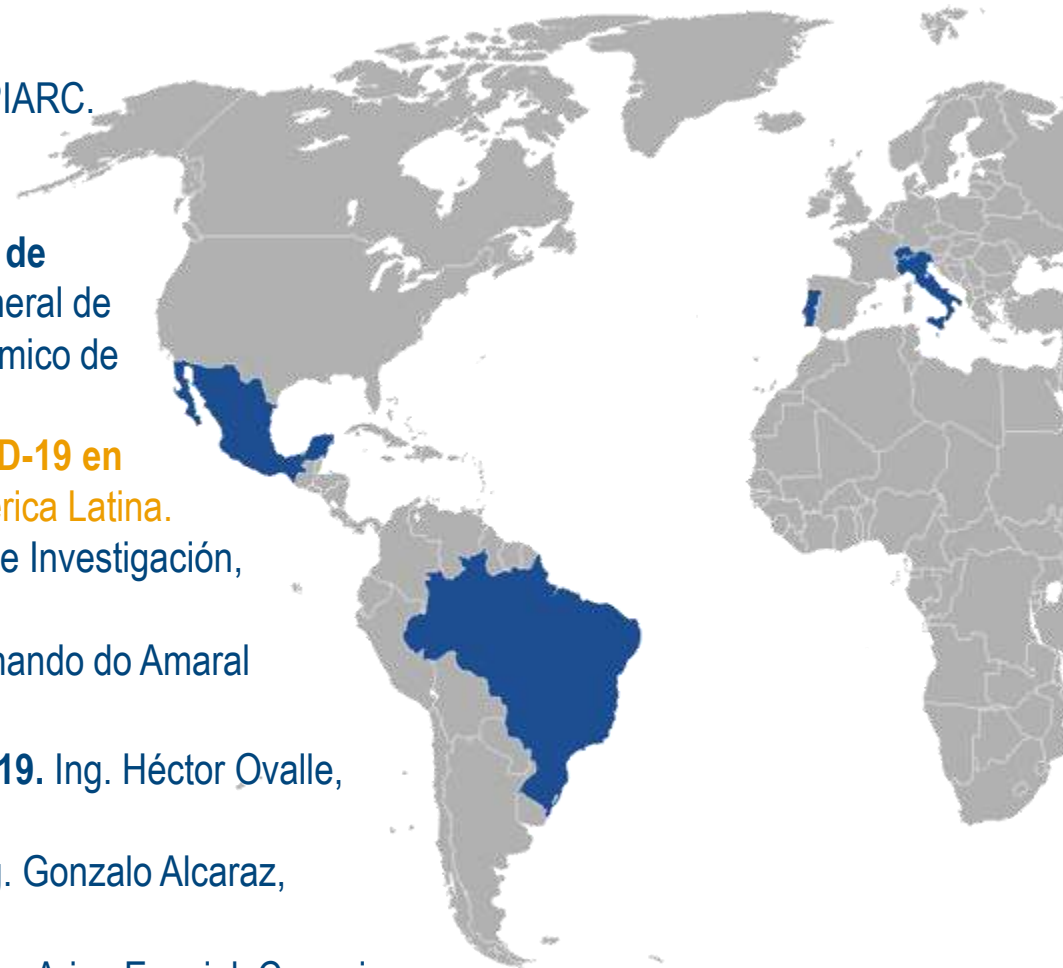 PIARC.
de
neral de
mico de
D-19 en
rica Latina.
e Investigación,
nando do Amaral
19. Ing. Héctor Ovalle,
g. Gonzalo Alcaraz,